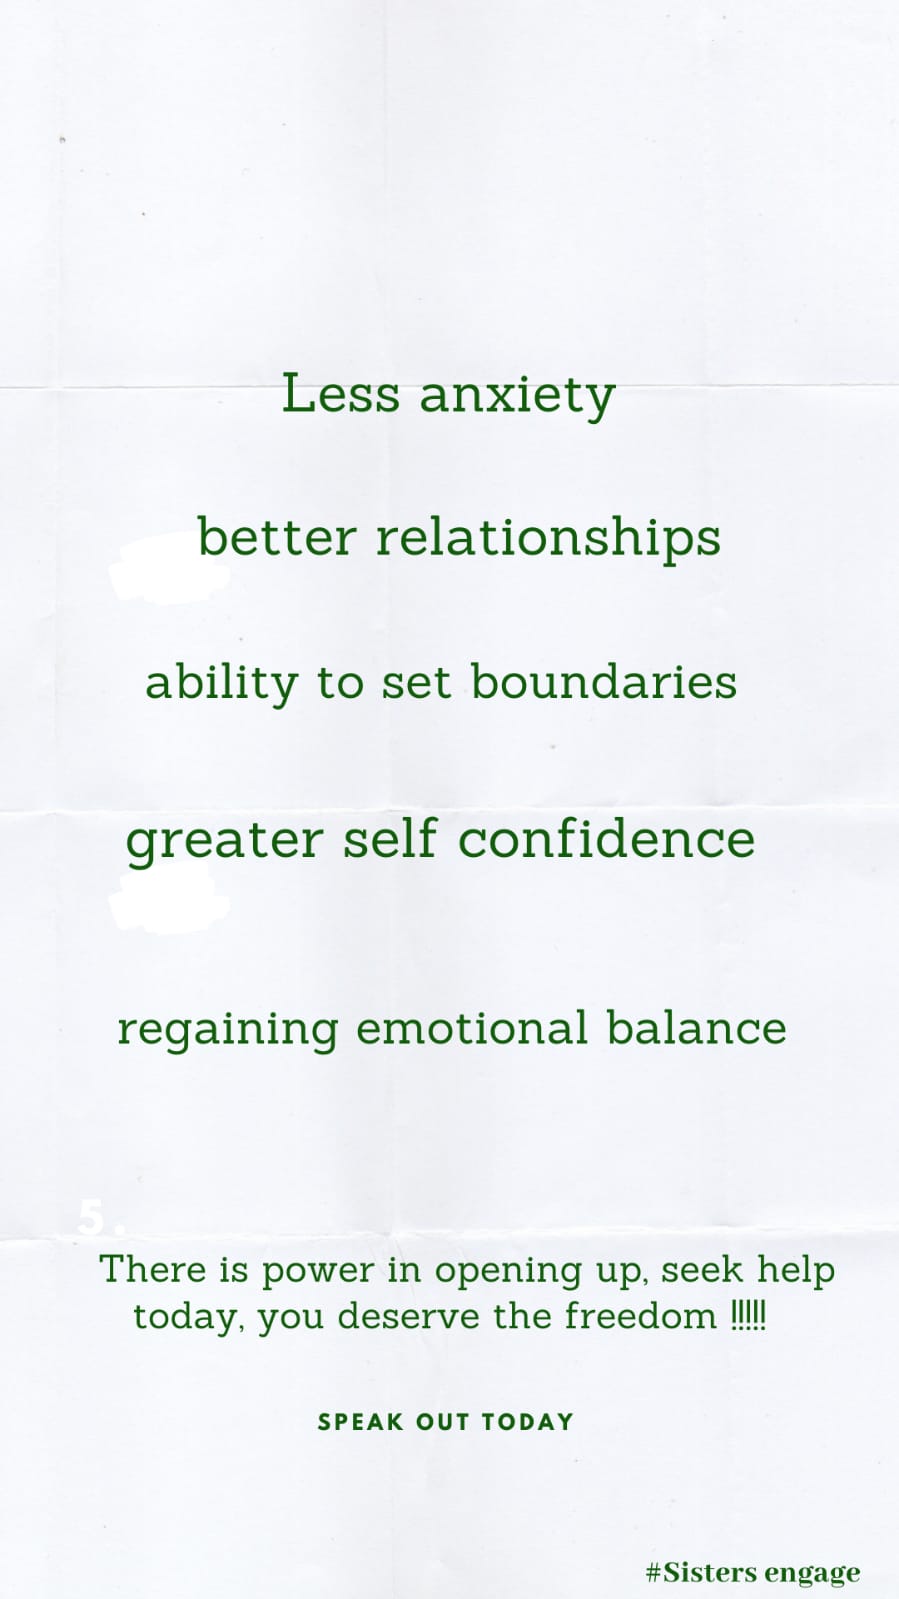 Less anxiety
better relationships
ability to set boundaries
greater self confidence
regaining emotional balance
5.
There is power in opening up, seek help
today, you deserve the freedom !!!!!
SPEAK OUT TODAY
#Sisters engage